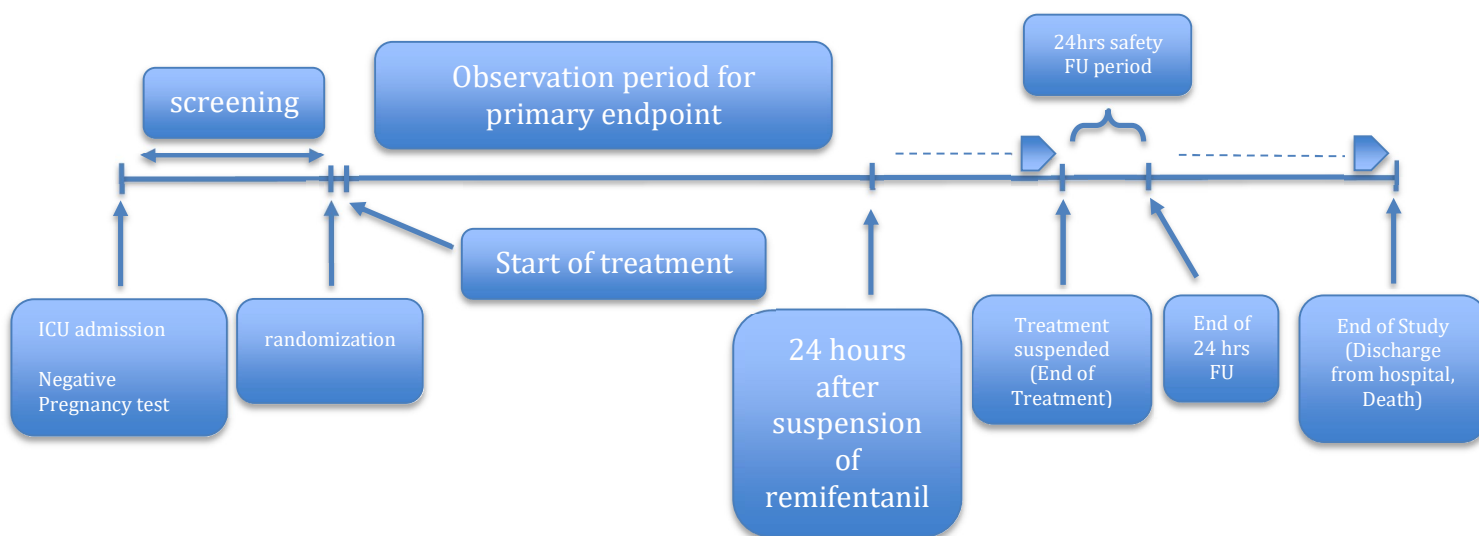 24hrs safety
FU period
screening
Observation period for
primary endpoint
Start of treatment
ICU admission
Negative
Pregnancy test
randomization
24 hours
after
suspension
of
remifentanil
Treatment
suspended
(End of
Treatment)
End of
24 hrs
FU
End of Study
(Discharge
from hospital,
Death)